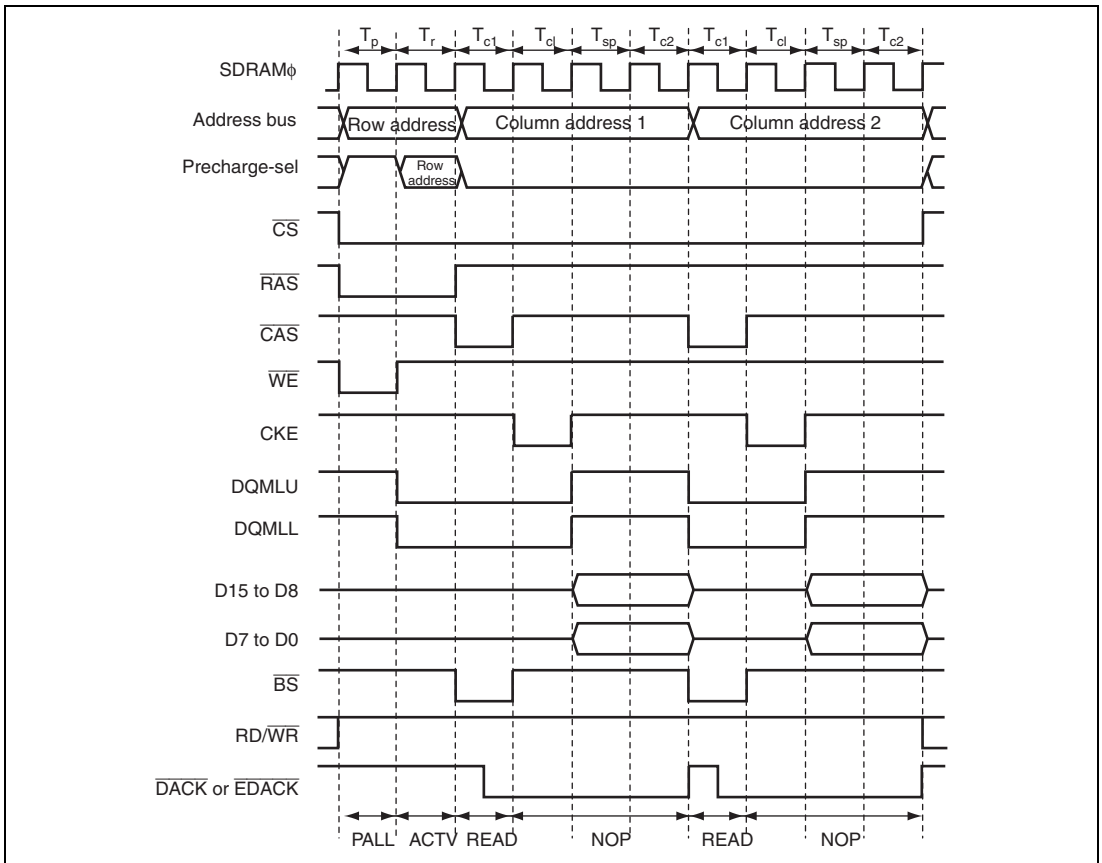 Tp Tr Tc1 Tcl Tsp Tc2 Tc1 Tcl Tsp Tc2
SDRAMϕ
Address bus Row address Column address 1 Column address 2
Precharge-sel Row address
CS
RAS
CAS
WE
CKE
DQMLU
DQMLL
D15 to D8
D7 to D0
BS
RD/WR
DACK or EDACK
PALL ACTV READ NOP READ NOP